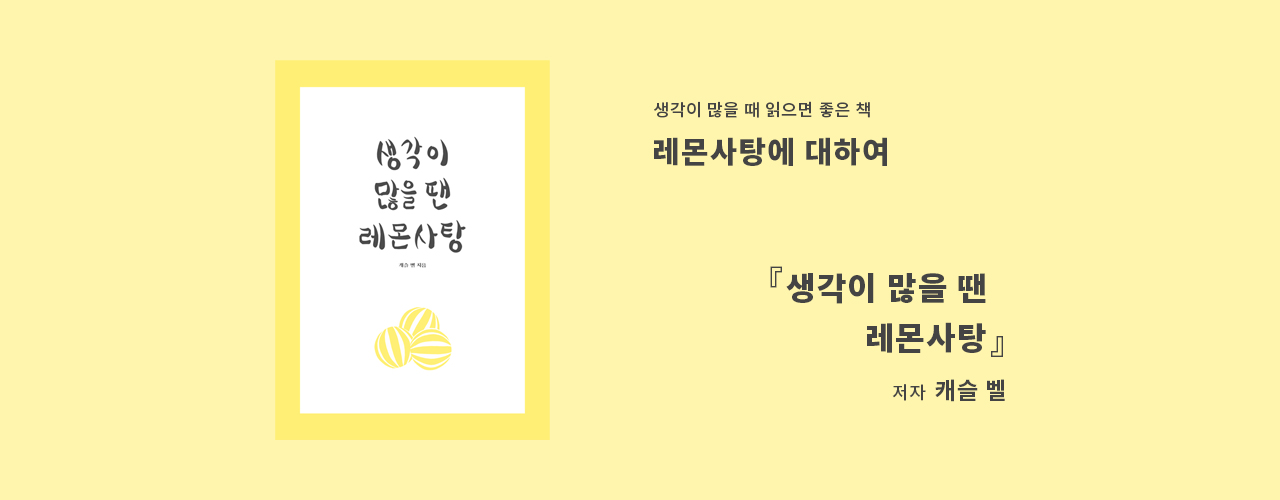 생각이
많을 땐
레몬사탕
캐슬 벨 지음
생각이 많을 때 읽으면 좋은 책
레몬사탕에 대하여
『생각이 많을 땐
레몬사탕』
저자 캐슬 벨